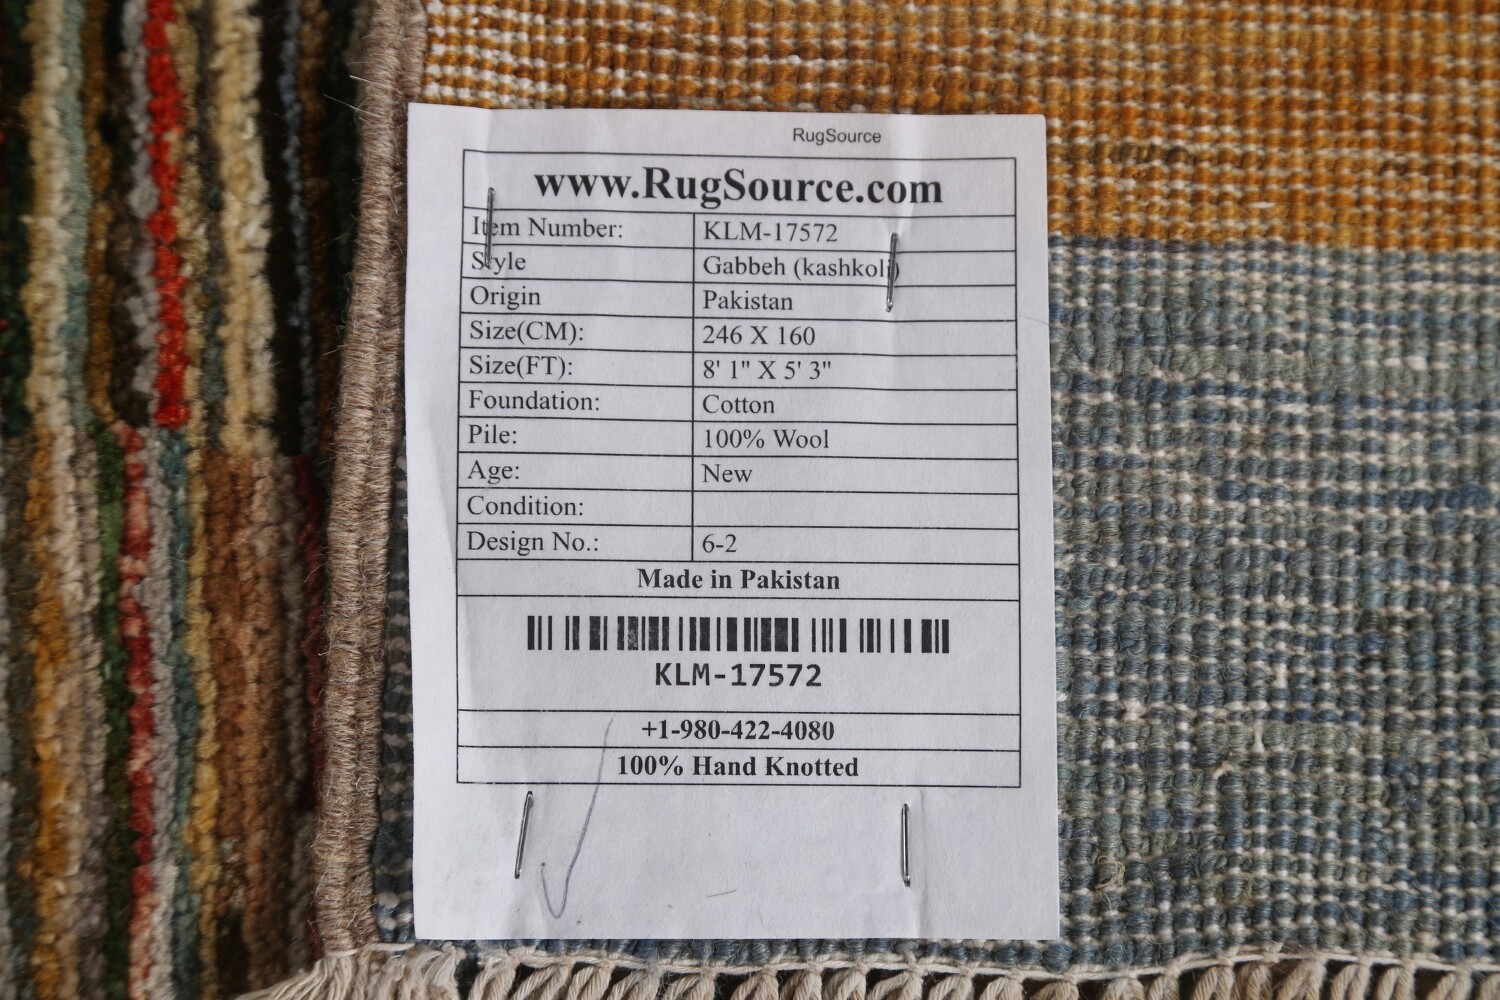 RugSource
www.RugSource.com
Item Number: KLM-17572
Style Gabbeh (kashkoli)
Origin Pakistan
Size(CM): 246 X 160
Size(FT): 8' 1" X 5' 3"
Foundation: Cotton
Pile: 100% Wool
Age: New
Condition:
Design No.: 6-2
Made in Pakistan
KLM-17572
+1-980-422-4080
100% Hand Knotted